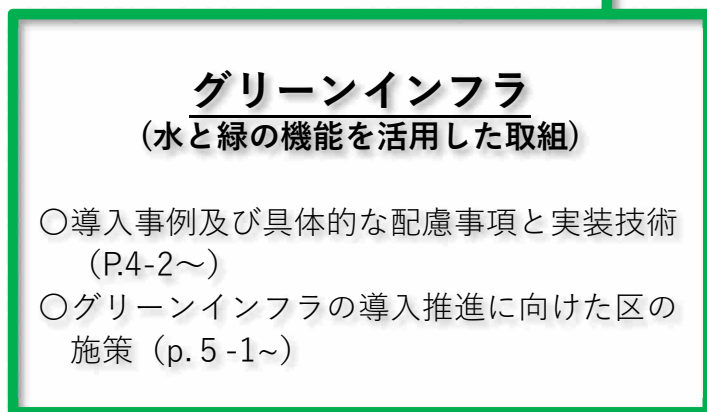 グリーンインフラ
(水と緑の機能を活用した取組)
○導入事例及び具体的な配慮事項と実装技術
（P.4-2～）
○グリーンインフラの導入推進に向けた区の
施策（p.５-1~）